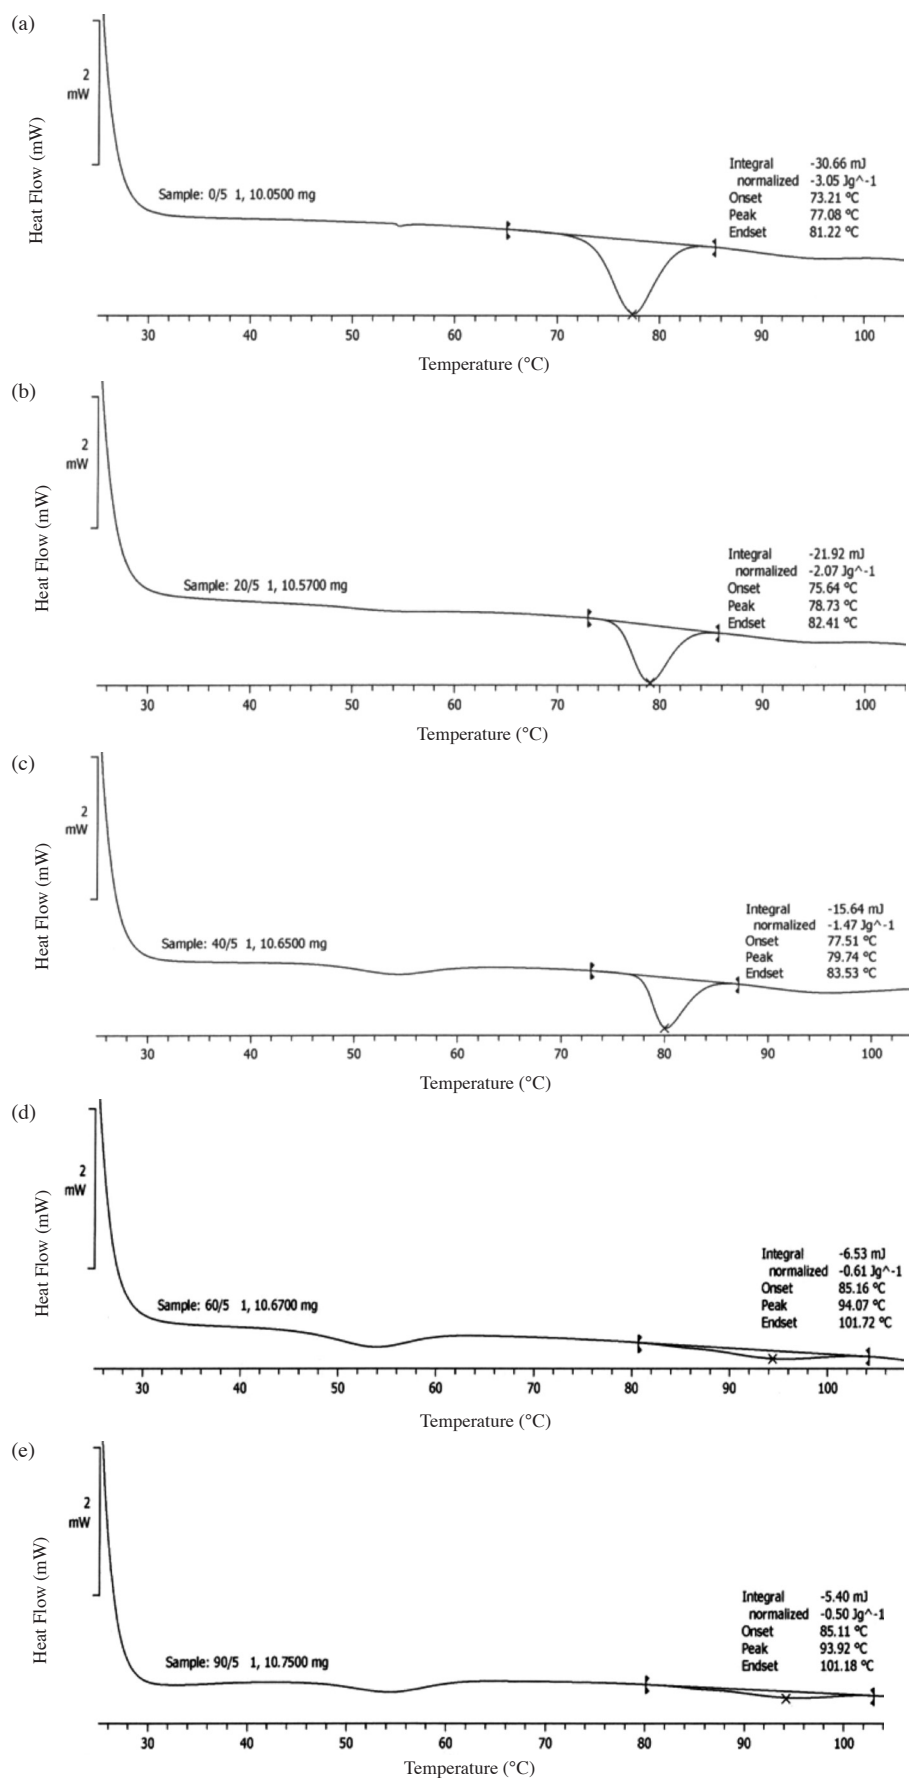 (a)
2
mW
Heat Flow (mW)
Sample: 0/5 1, 10.0500 mg
Integral -30.66 mJ
normalized -3.05 Jg^-1
Onset 73.21 °C
Peak 77.08 °C
Endset 81.22 °C
30 40 50 60 70 80 90 100
Temperature (°C)
(b)
2
mW
Heat Flow (mW)
Sample: 20/5 1, 10.5700 mg
Integral -21.92 mJ
normalized -2.07 Jg^-1
Onset 75.64 °C
Peak 78.73 °C
Endset 82.41 °C
30 40 50 60 70 80 90 100
Temperature (°C)
(c)
2
mW
Heat Flow (mW)
Sample: 40/5 1, 10.6500 mg
Integral -15.64 mJ
normalized -1.47 Jg^-1
Onset 77.51 °C
Peak 79.74 °C
Endset 83.53 °C
30 40 50 60 70 80 90 100
Temperature (°C)
(d)
2
mW
Heat Flow (mW)
Sample: 60/5 1, 10.6700 mg
Integral -6.53 mJ
normalized -0.61 Jg^-1
Onset 85.16 °C
Peak 94.07 °C
Endset 101.72 °C
30 40 50 60 70 80 90 100
Temperature (°C)
(e)
2
mW
Heat Flow (mW)
Sample: 90/5 1, 10.7500 mg
Integral -5.40 mJ
normalized -0.50 Jg^-1
Onset 85.11 °C
Peak 93.92 °C
Endset 101.18 °C
30 40 50 60 70 80 90 100
Temperature (°C)